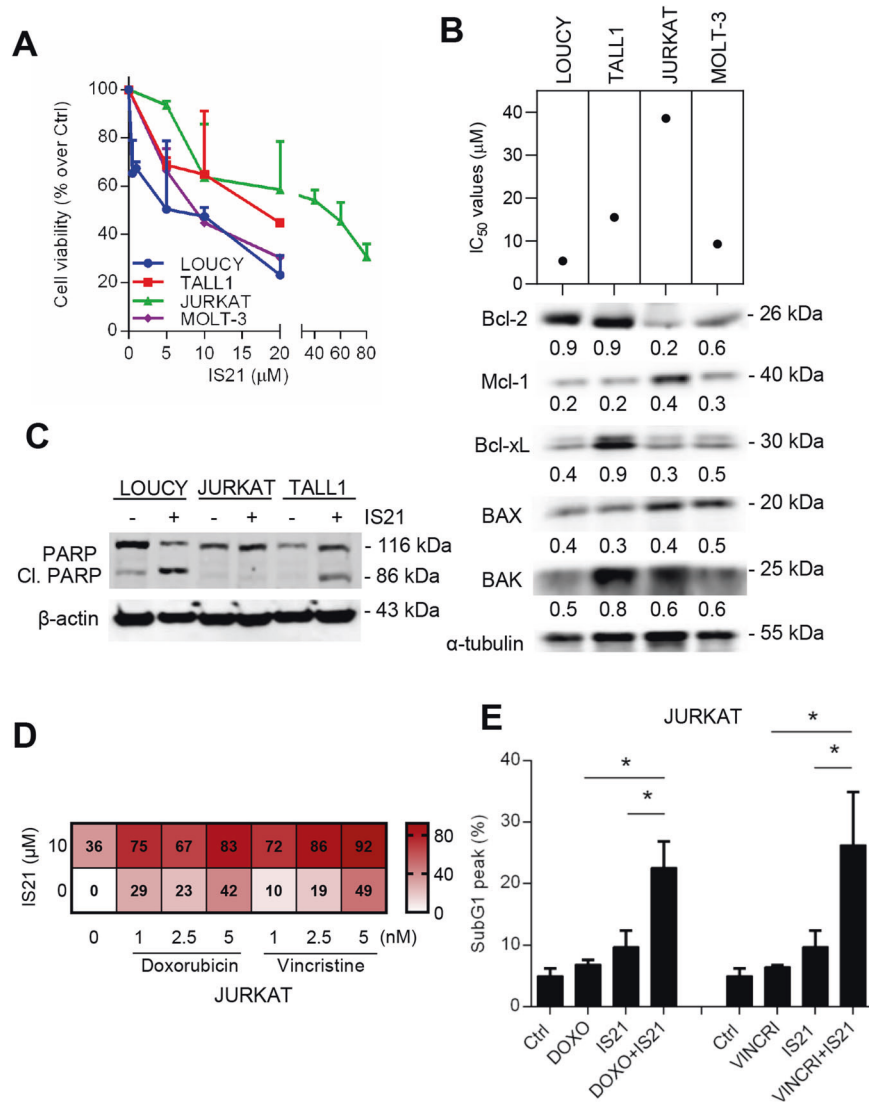 A
Cell viability (% over Ctrl)
100
80
60
40
20
0
LOUCY
TALL1
JURKAT
MOLT-3
0 5 10 15 20 40 60 80
IS21 (μM)
B
LOUCY TALL1 JURKAT MOLT-3
IC50 values (μM)
40
30
20
10
0
Bcl-2 - 26 kDa
0.9 0.9 0.2 0.6
Mcl-1 - 40 kDa
0.2 0.2 0.4 0.3
Bcl-xL - 30 kDa
0.4 0.9 0.3 0.5
BAX - 20 kDa
0.4 0.3 0.4 0.5
BAK - 25 kDa
0.5 0.8 0.6 0.6
α-tubulin - 55 kDa
C
LOUCY JURKAT TALL1
- + - + - + IS21
PARP - 116 kDa
Cl. PARP - 86 kDa
β-actin - 43 kDa
D
IS21 (μM)
10 36 75 67 83 72 86 92
0 0 29 23 42 10 19 49
80
40
0
0 1 2.5 5 1 2.5 5 (nM)
Doxorubicin Vincristine
JURKAT
E
JURKAT
SubG1 peak (%)
40
30
20
10
0
* * * *
Ctrl DOXO IS21 DOXO+IS21 Ctrl VINCRI IS21 VINCRI+IS21